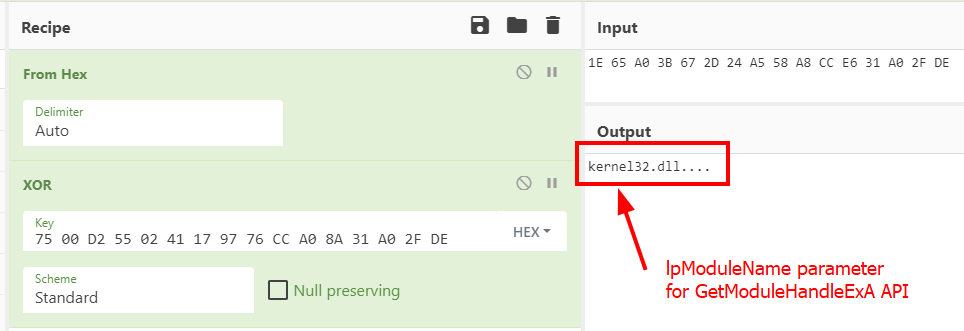 Recipe
From Hex
Delimiter
Auto
XOR
Key
75 00 D2 55 02 41 17 97 76 CC A0 8A 31 A0 2F DE
HEX
Scheme
Standard
Null preserving
Input
1E 65 A0 3B 67 2D 24 A5 58 A8 CC E6 31 A0 2F DE
Output
kernel32.dll....
lpModuleName parameter
for GetModuleHandleExA API